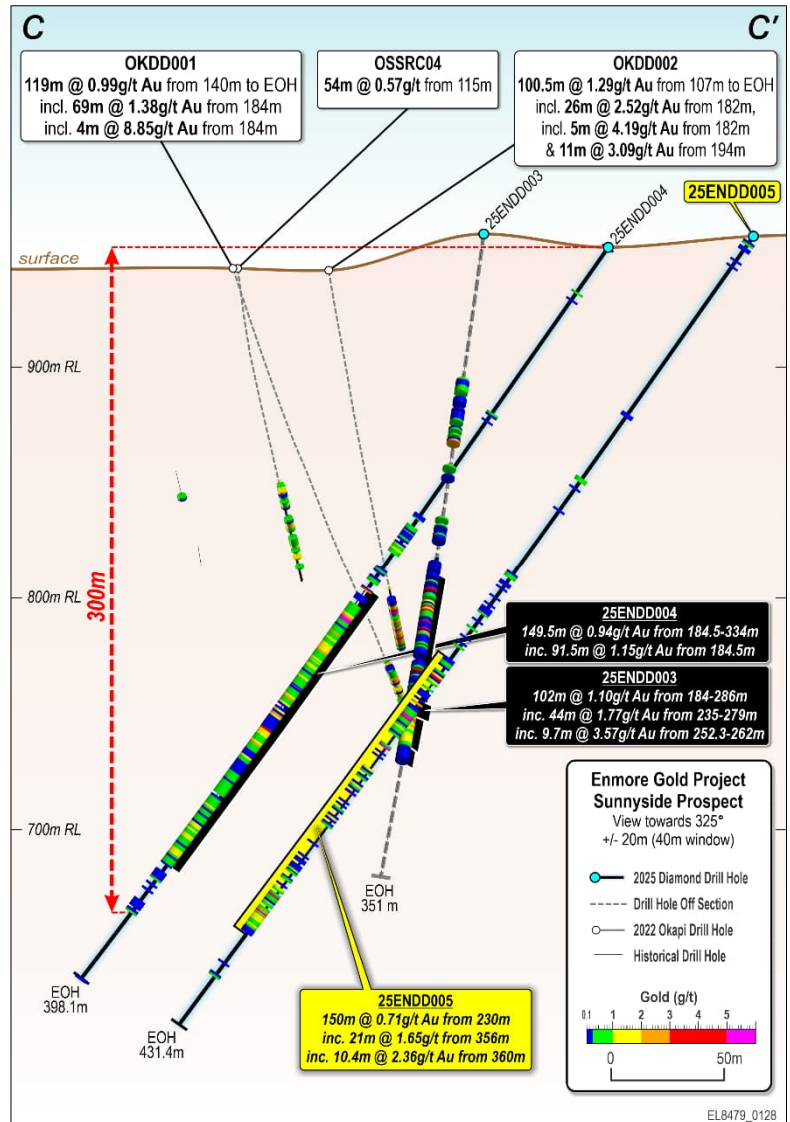 C
C'
OKDD001
119m @ 0.99g/t Au from 140m to EOH
incl. 69m @ 1.38g/t Au from 184m
incl. 4m @ 8.85g/t Au from 184m
OSSRC04
54m @ 0.57g/t from 115m
OKDD002
100.5m @ 1.29g/t Au from 107m to EOH
incl. 26m @ 2.52g/t Au from 182m,
incl. 5m @ 4.19g/t Au from 182m
& 11m @ 3.09g/t Au from 194m
25ENDD003
25ENDD004
25ENDD005
surface
900m RL
800m RL
700m RL
300m
25ENDD004
149.5m @ 0.94g/t Au from 184.5-334m
inc. 91.5m @ 1.15g/t Au from 184.5m
25ENDD003
102m @ 1.10g/t Au from 184-286m
inc. 44m @ 1.77g/t Au from 235-279m
inc. 9.7m @ 3.57g/t Au from 252.3-262m
EOH
351 m
EOH
398.1m
EOH
431.4m
25ENDD005
150m @ 0.71g/t Au from 230m
inc. 21m @ 1.65g/t Au from 356m
inc. 10.4m @ 2.36g/t Au from 360m
Enmore Gold Project
Sunnyside Prospect
View towards 325°
+/- 20m (40m window)
2025 Diamond Drill Hole
Drill Hole Off Section
2022 Okapi Drill Hole
Historical Drill Hole
Gold (g/t)
0.1 1 2 3 5
0 50m
EL8479_0128